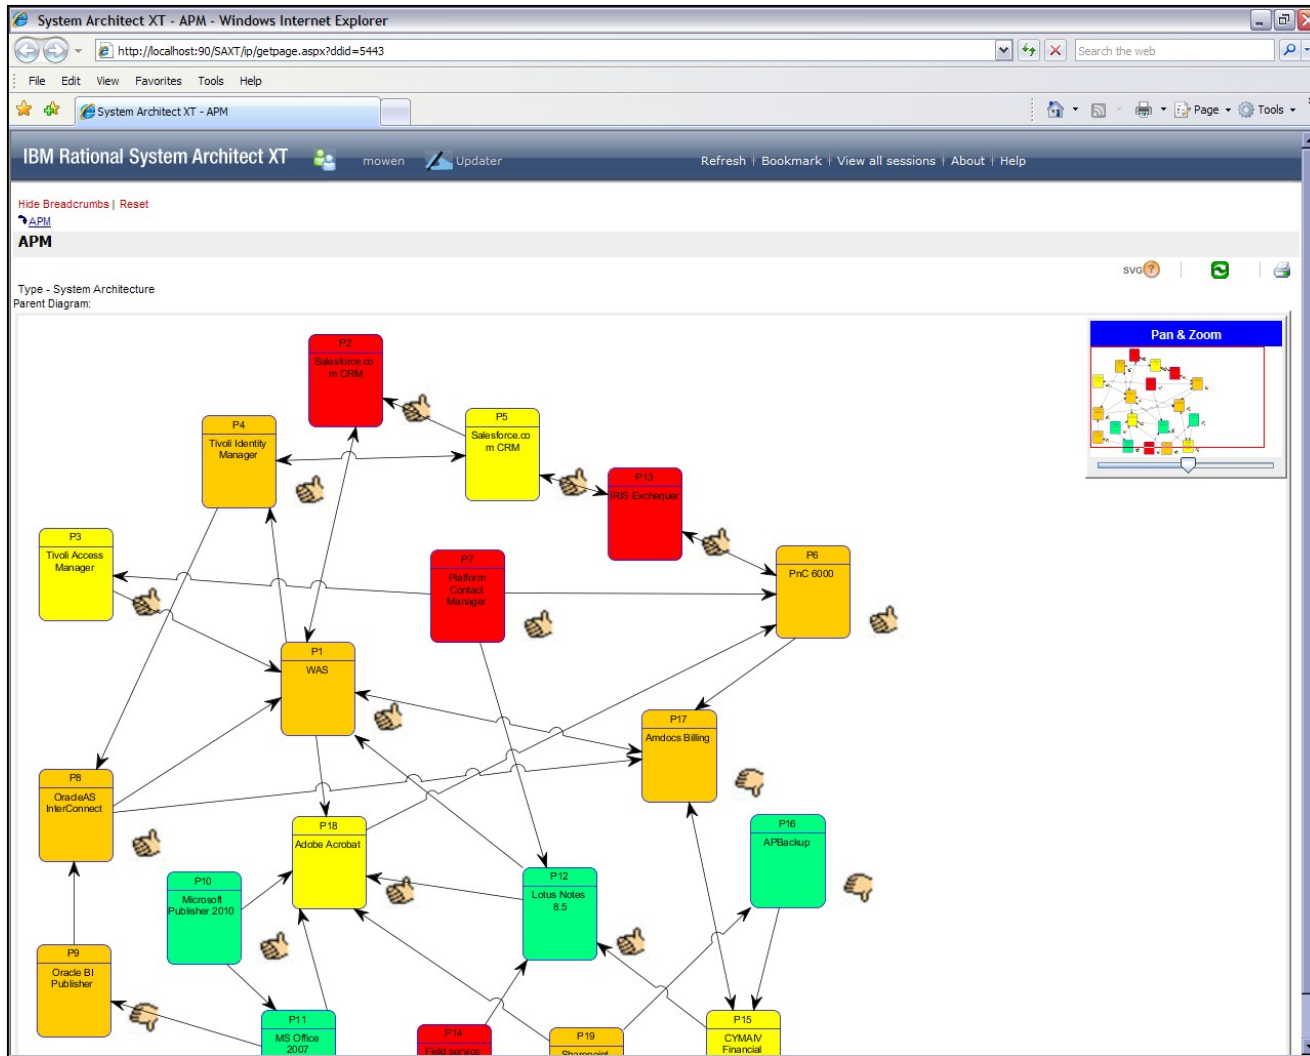 System Architect XT - APM - Windows Internet Explorer
http://localhost:90/SAXT/ip/getpage.aspx?ddid=5443
Search the web
File Edit View Favorites Tools Help
System Architect XT - APM
Page Tools
IBM Rational System Architect XT mowen Updater Refresh | Bookmark | View all sessions | About | Help
Hide Breadcrumbs | Reset
APM
APM
SVG ?
Type - System Architecture
Parent Diagram:
Pan & Zoom
P2
Salesforce.co
m CRM
P4
Tivoli Identity
Manager
P5
Salesforce.co
m CRM
P13
IRIS Exchequer
P3
Tivoli Access
Manager
P7
Platform
Contact
Manager
P6
PnC 6000
P1
WAS
P17
Amdocs Billing
P8
OracleAS
InterConnect
P18
Adobe Acrobat
P16
APBackup
P10
Microsoft
Publisher 2010
P12
Lotus Notes
8.5
P9
Oracle BI
Publisher
P11
MS Office
2007
P14
Field service
P19
Sharepoint
P15
CYMAIV
Financial